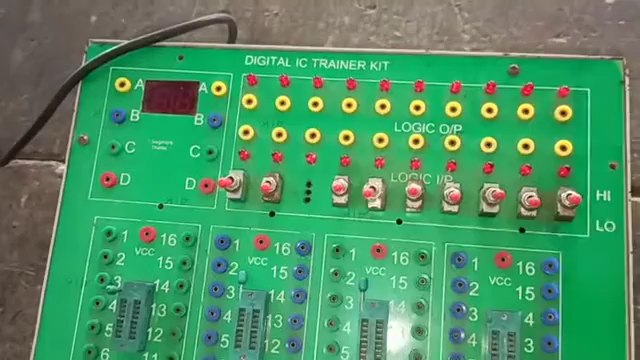 DIGITAL IC TRAINER KIT
A A
B B
C C
D D
LOGIC O/P
LOGIC I/P
HI
LO
1 16 1 16 1 16 1 16
VCC VCC VCC VCC
2 15 2 15 2 15 2 15
3 14 3 14 3 14 3 14
4 13 4 13 4 13 4 13
5 12 5 12 5 12 5 12
6 11